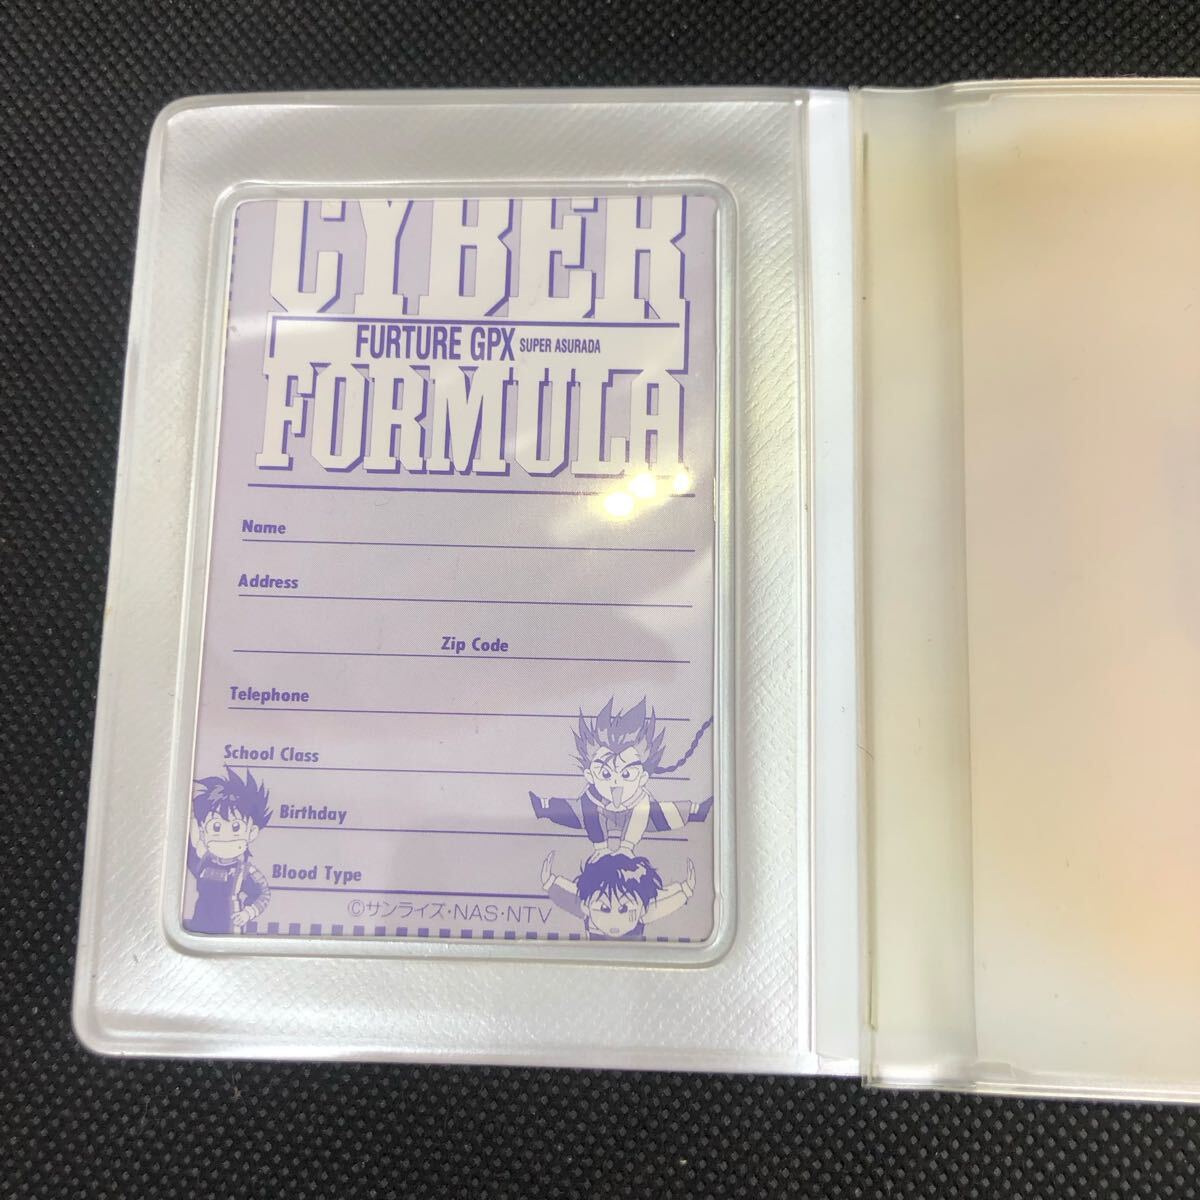 CYBER
FURTURE GPX SUPER ASURADA
FORMULA
Name
Address
Zip Code
Telephone
School Class
Birthday
Blood Type
©サンライズ・NAS・NTV